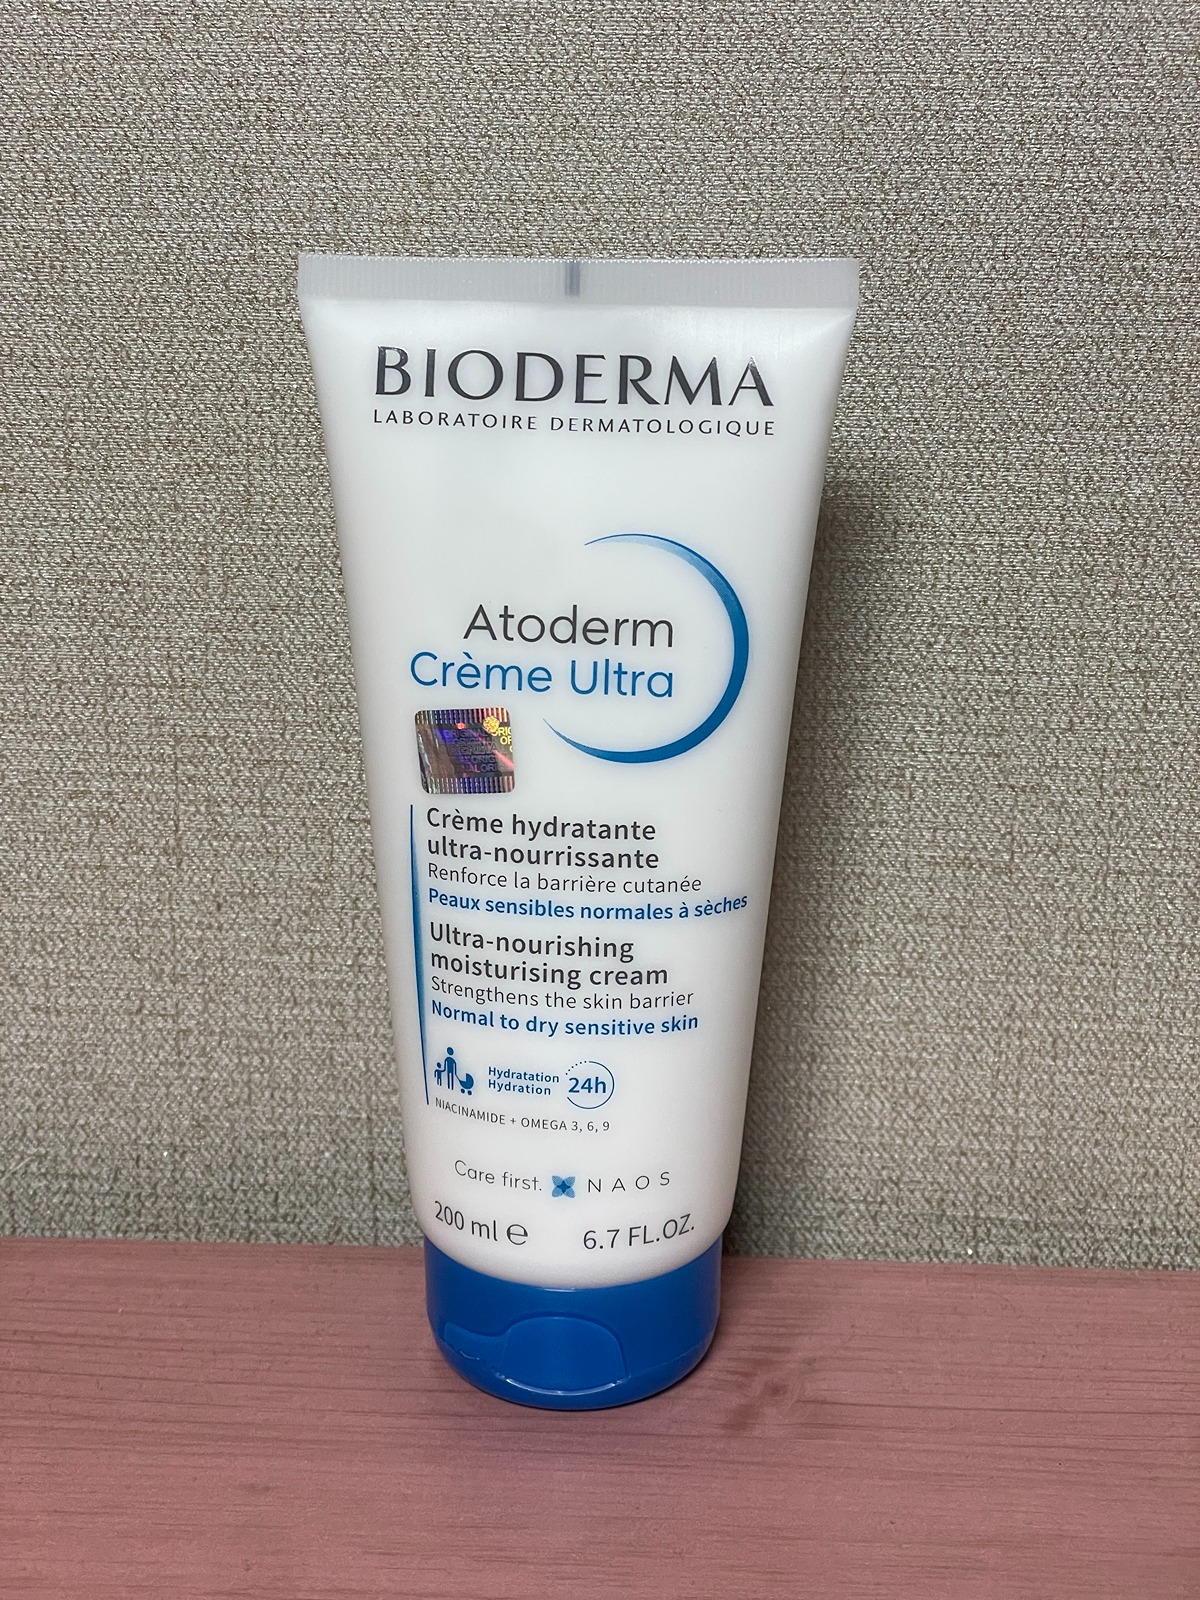 BIODERMA
LABORATOIRE DERMATOLOGIQUE
Atoderm
Crème Ultra
ORIGINAL
Crème hydratante
ultra-nourrissante
Renforce la barrière cutanée
Peaux sensibles normales à sèches
Ultra-nourishing
moisturising cream
Strengthens the skin barrier
Normal to dry sensitive skin
Hydratation
Hydration
24h
NIACINAMIDE + OMEGA 3, 6, 9
Care first. NAOS
200 ml ℮ 6.7 FL.OZ.